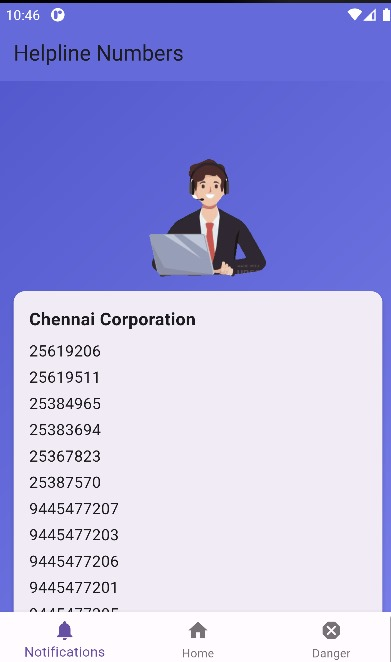 10:46
Helpline Numbers
Chennai Corporation
25619206
25619511
25384965
25383694
25367823
25387570
9445477207
9445477203
9445477206
9445477201
Notifications
Home
Danger